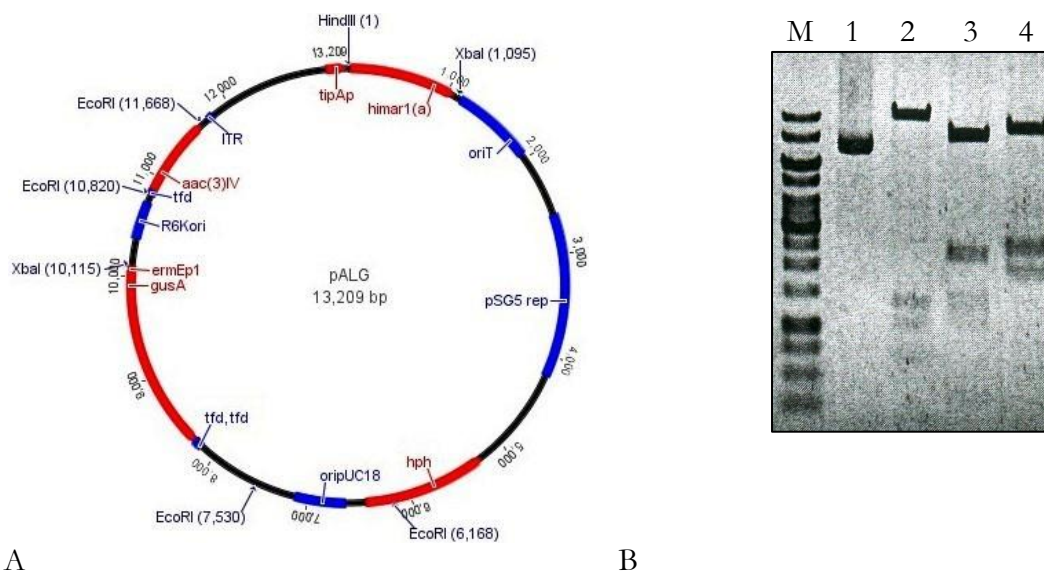 HindIII (1)
13,209
XbaI (1,095)
1,000
tipAp
himar1(a)
12,000
EcoRI (11,668)
ITR
oriT
2,000
11,000
aac(3)IV
EcoRI (10,820)
tfd
R6Kori
3,000
XbaI (10,115)
ermEp1
10,000
gusA
pALG
13,209 bp
pSG5 rep
4,000
9,000
tfd,tfd
8,000
hph
5,000
oripUC18
6,000
7,000
EcoRI (7,530)
EcoRI (6,168)
A
M 1 2 3 4
B